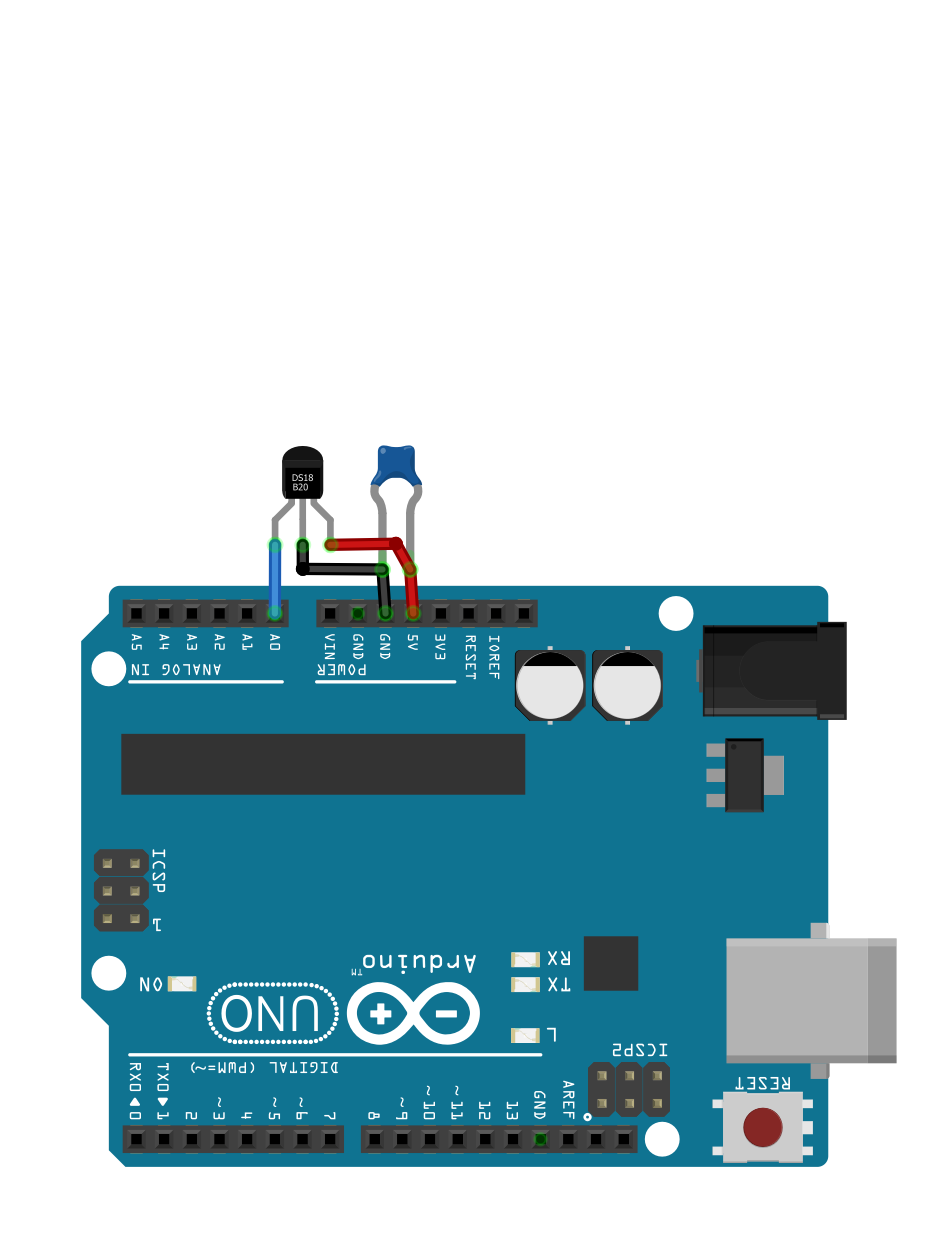 DS18
B20
A5
A4
A3
A2
A1
A0
VIN
GND
GND
5V
3V3
RESET
IOREF
ANALOG IN
POWER
ICSP
1
Arduino™
RX
TX
ON
UNO
L
ICSP2
DIGITAL (PWM=~)
RESET
RX0◀0
TX0▶1
2
~3
4
~5
~6
7
8
~9
~10
~11
12
13
GND
AREF